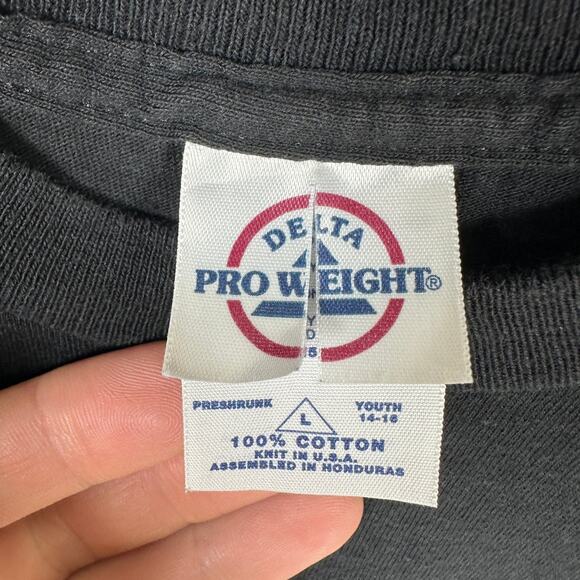 DELTA
PRO WEIGHT®
PRESHRUNK
L
YOUTH
14-16
100% COTTON
KNIT IN U.S.A.
ASSEMBLED IN HONDURAS